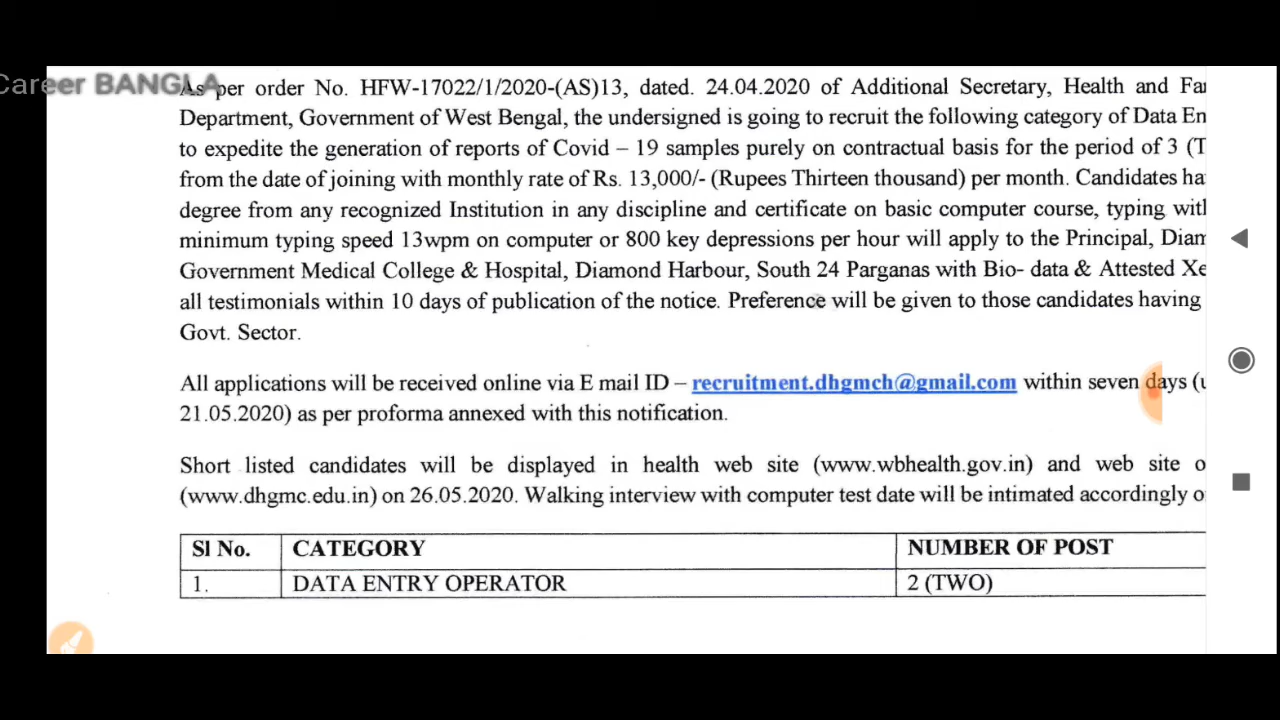 Career BANGLA
As per order No. HFW-17022/1/2020-(AS)13, dated. 24.04.2020 of Additional Secretary, Health and
Department, Government of West Bengal, the undersigned is going to recruit the following category of Data
to expedite the generation of reports of Covid – 19 samples purely on contractual basis for the period of 3 (T
from the date of joining with monthly rate of Rs. 13,000/- (Rupees Thirteen thousand) per month. Candidates
degree from any recognized Institution in any discipline and certificate on basic computer course, typing
minimum typing speed 13wpm on computer or 800 key depressions per hour will apply to the Principal,
Government Medical College & Hospital, Diamond Harbour, South 24 Parganas with Bio- data & Attested
all testimonials within 10 days of publication of the notice. Preference will be given to those candidates having
Govt. Sector.
All applications will be received online via E mail ID – recruitment.dhgmch@gmail.com within seven days (
21.05.2020) as per proforma annexed with this notification.
Short listed candidates will be displayed in health web site (www.wbhealth.gov.in) and web site
(www.dhgmc.edu.in) on 26.05.2020. Walking interview with computer test date will be intimated accordingly
Sl No. CATEGORY NUMBER OF POST
1. DATA ENTRY OPERATOR 2 (TWO)